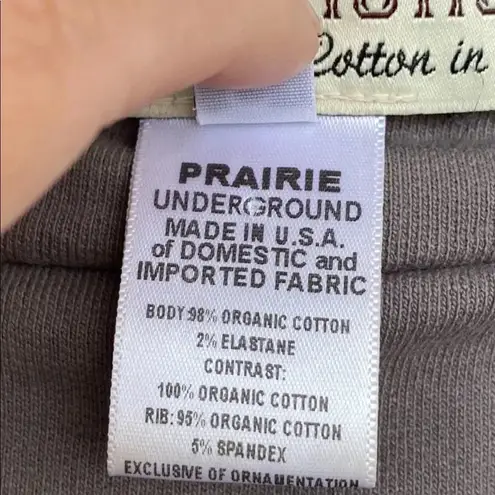 Cotton in
PRAIRIE
UNDERGROUND
MADE IN U.S.A.
of DOMESTIC and
IMPORTED FABRIC
BODY:98% ORGANIC COTTON
2% ELASTANE
CONTRAST:
100% ORGANIC COTTON
RIB: 95% ORGANIC COTTON
5% SPANDEX
EXCLUSIVE OF ORNAMENTATION